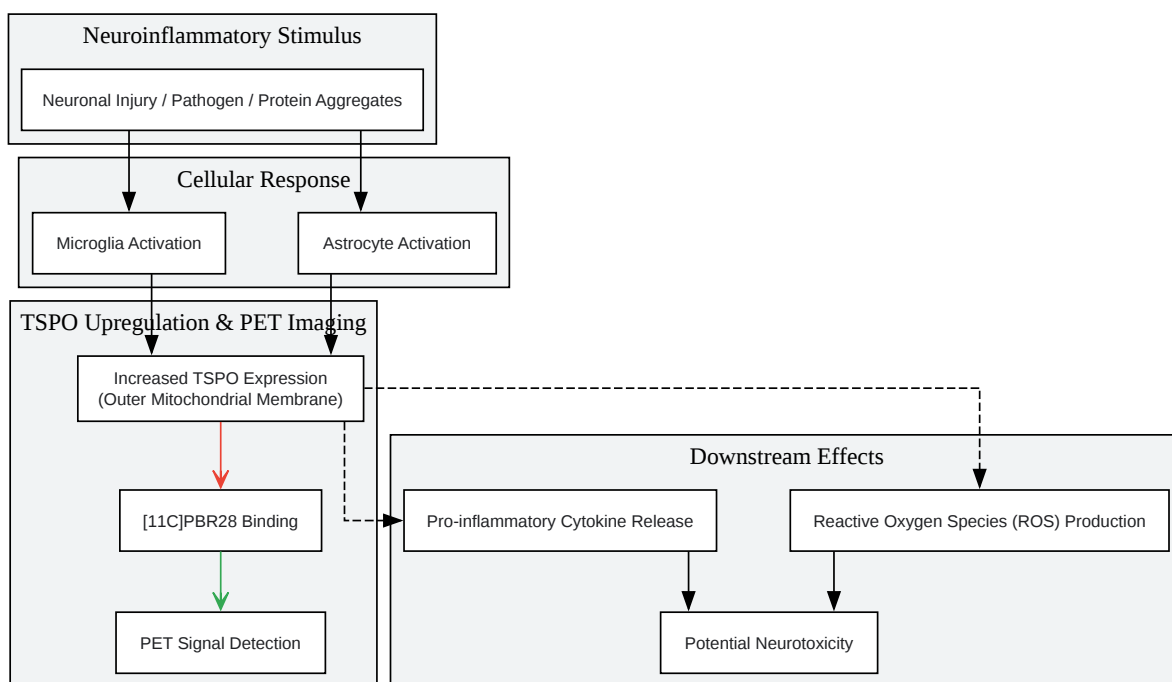 Neuroinflammatory Stimulus
Neuronal Injury / Pathogen / Protein Aggregates
Cellular Response
Microglia Activation
Astrocyte Activation
TSPO Upregulation & PET Imaging
Increased TSPO Expression
(Outer Mitochondrial Membrane)
Downstream Effects
[11C]PBR28 Binding
Pro-inflammatory Cytokine Release
Reactive Oxygen Species (ROS) Production
PET Signal Detection
Potential Neurotoxicity